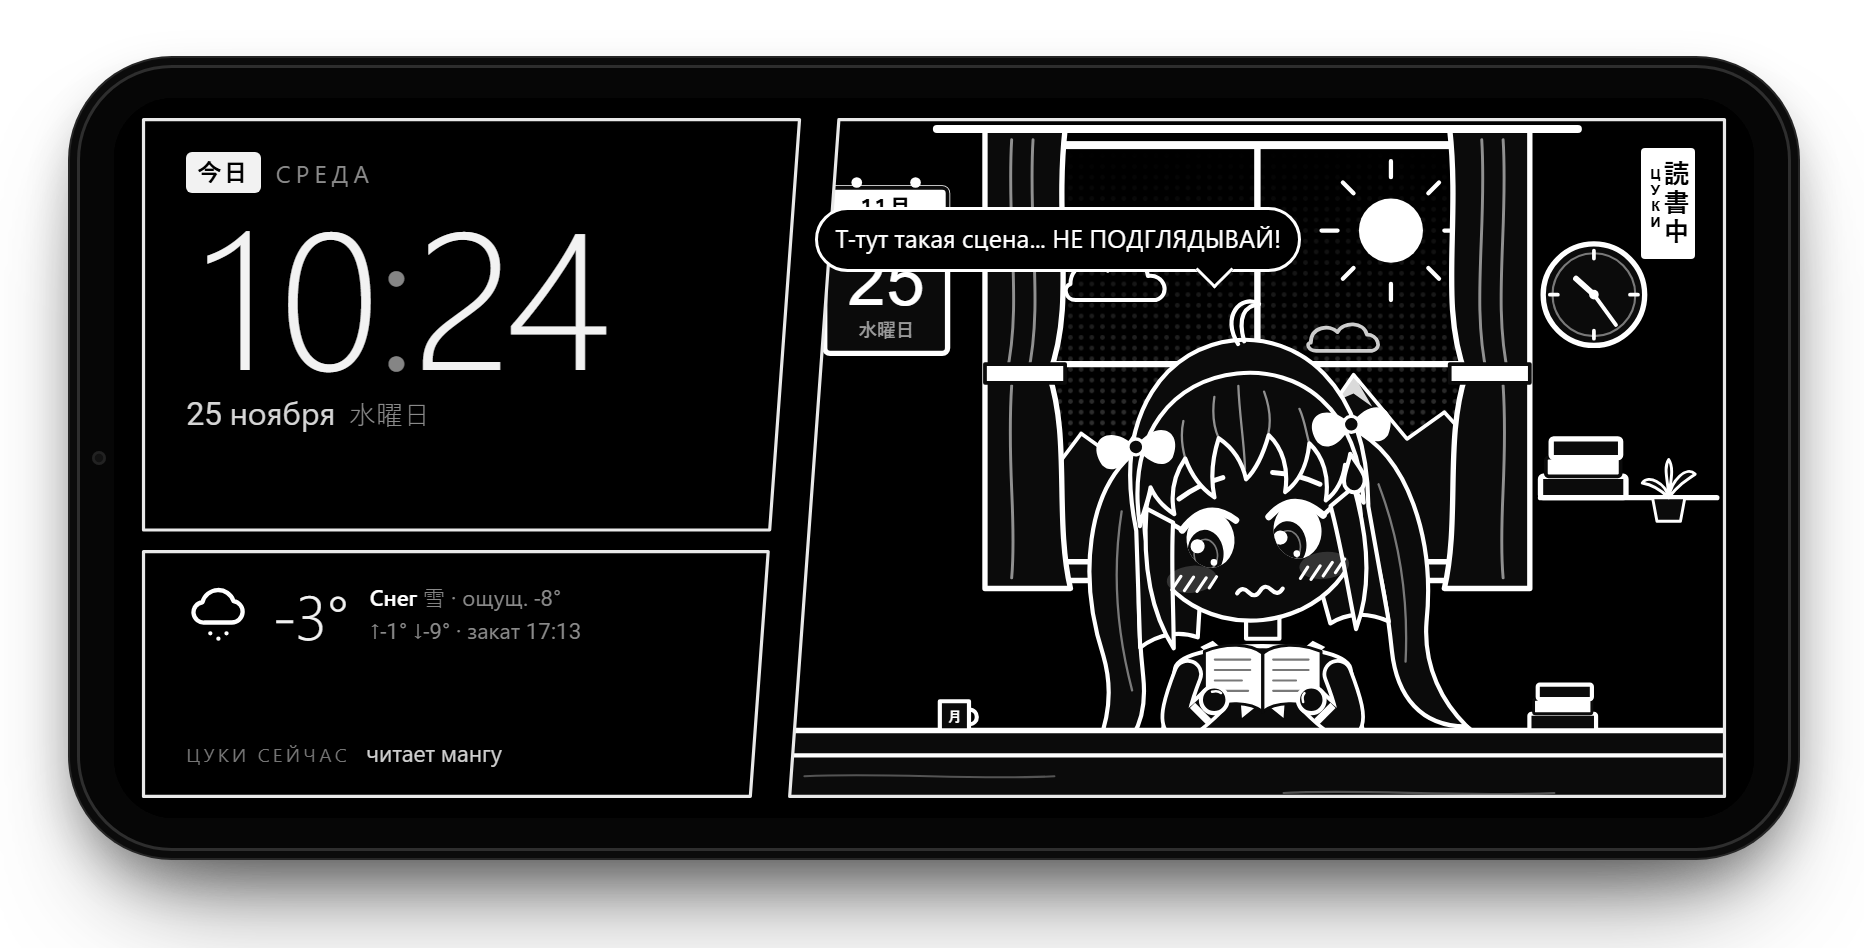 今日 СРЕДА
10:24
25 ноября 水曜日
-3° Снег 雪 · ощущ. -8°
↑-1° ↓-9° · закат 17:13
ЦУКИ СЕЙЧАС читает мангу
11月
Т-тут такая сцена... НЕ ПОДГЛЯДЫВАЙ!
25
水曜日
読書中
ЦУКИ
月